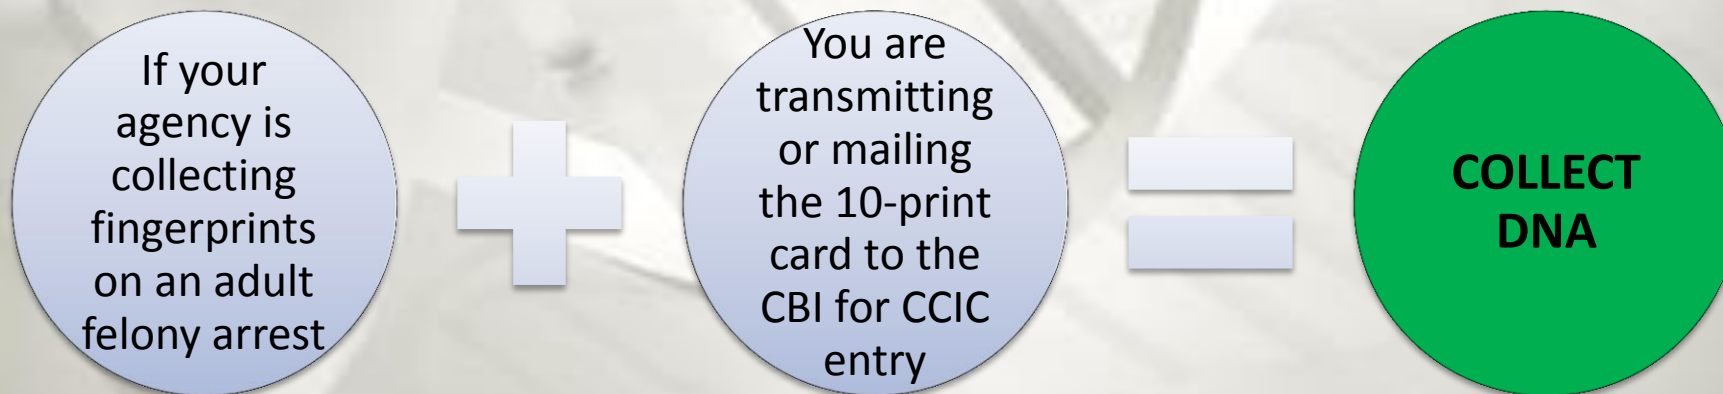 If your
agency is
collecting
fingerprints
on an adult
felony arrest
You are
transmitting
or mailing
the 10-print
card to the
CBI for CCIC
entry
COLLECT
DNA